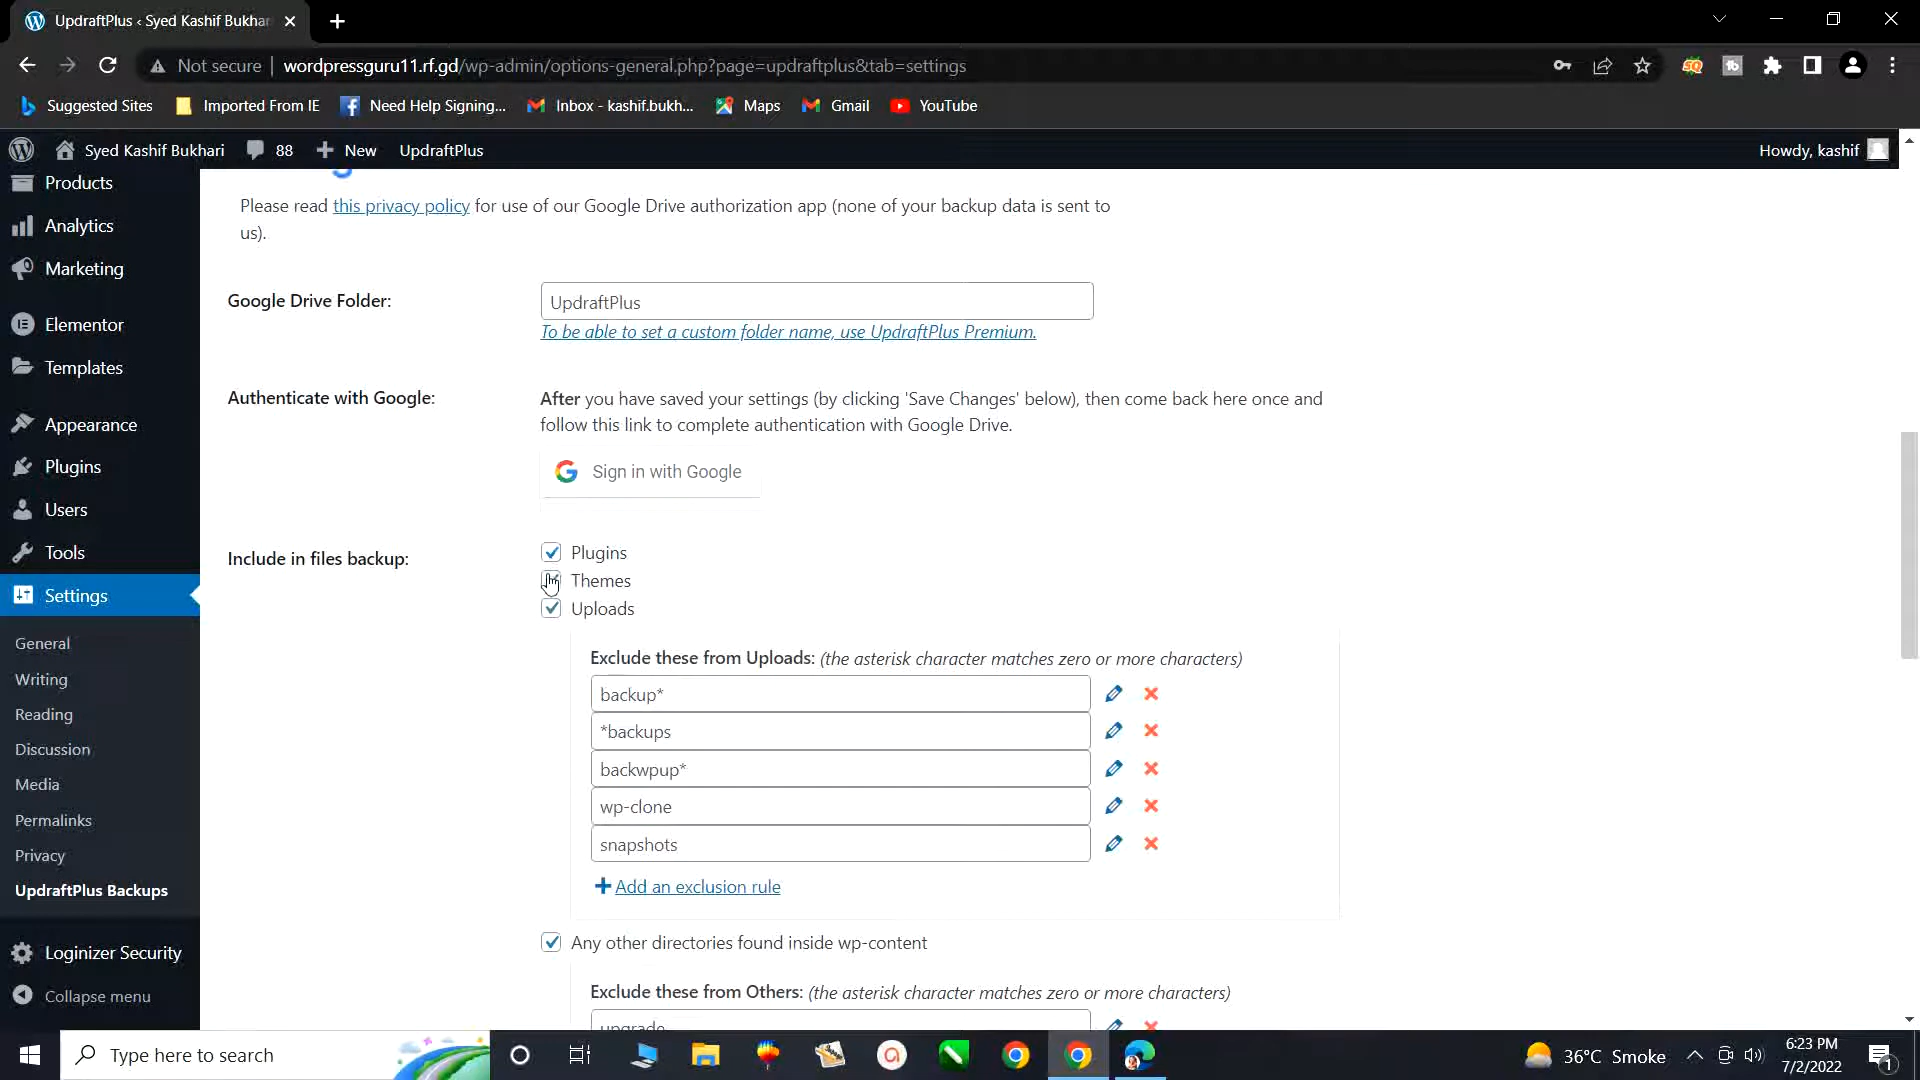 UpdraftPlus ‹ Syed Kashif Bukha
Not secure | wordpressguru11.rf.gd/wp-admin/options-general.php?page=updraftplus&tab=settings
Suggested Sites Imported From IE Need Help Signing... Inbox - kashif.bukh... Maps Gmail YouTube
Syed Kashif Bukhari 88 New UpdraftPlus Howdy, kashif
Products
Analytics
Marketing
Elementor
Templates
Appearance
Plugins
Users
Tools
Settings
General
Writing
Reading
Discussion
Media
Permalinks
Privacy
UpdraftPlus Backups
Loginizer Security
Collapse menu
Please read this privacy policy for use of our Google Drive authorization app (none of your backup data is sent to
us).
Google Drive Folder:
UpdraftPlus
To be able to set a custom folder name, use UpdraftPlus Premium.
Authenticate with Google:
After you have saved your settings (by clicking 'Save Changes' below), then come back here once and
follow this link to complete authentication with Google Drive.
Sign in with Google
Include in files backup:
Plugins
Themes
Uploads
Exclude these from Uploads: (the asterisk character matches zero or more characters)
backup*
*backups
backwpup*
wp-clone
snapshots
Add an exclusion rule
Any other directories found inside wp-content
Exclude these from Others: (the asterisk character matches zero or more characters)
upgrade
Type here to search
36°C Smoke
6:23 PM
7/2/2022
1